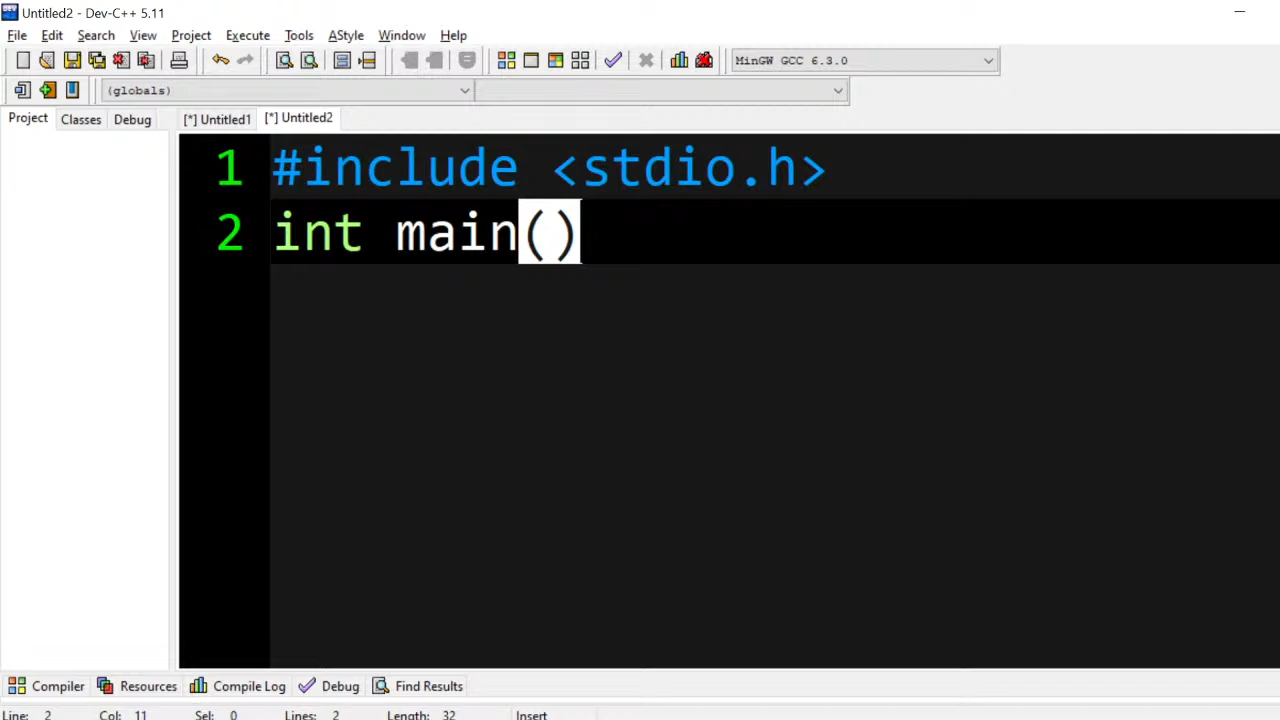 Untitled2 - Dev-C++ 5.11
File Edit Search View Project Execute Tools AStyle Window Help
MinGW GCC 6.3.0
(globals)
Project Classes Debug [*] Untitled1 [*] Untitled2
1 #include <stdio.h>
2 int main()
Compiler Resources Compile Log Debug Find Results
Line: 2 Col: 11 Sel: 0 Lines: 2 Length: 32 Insert